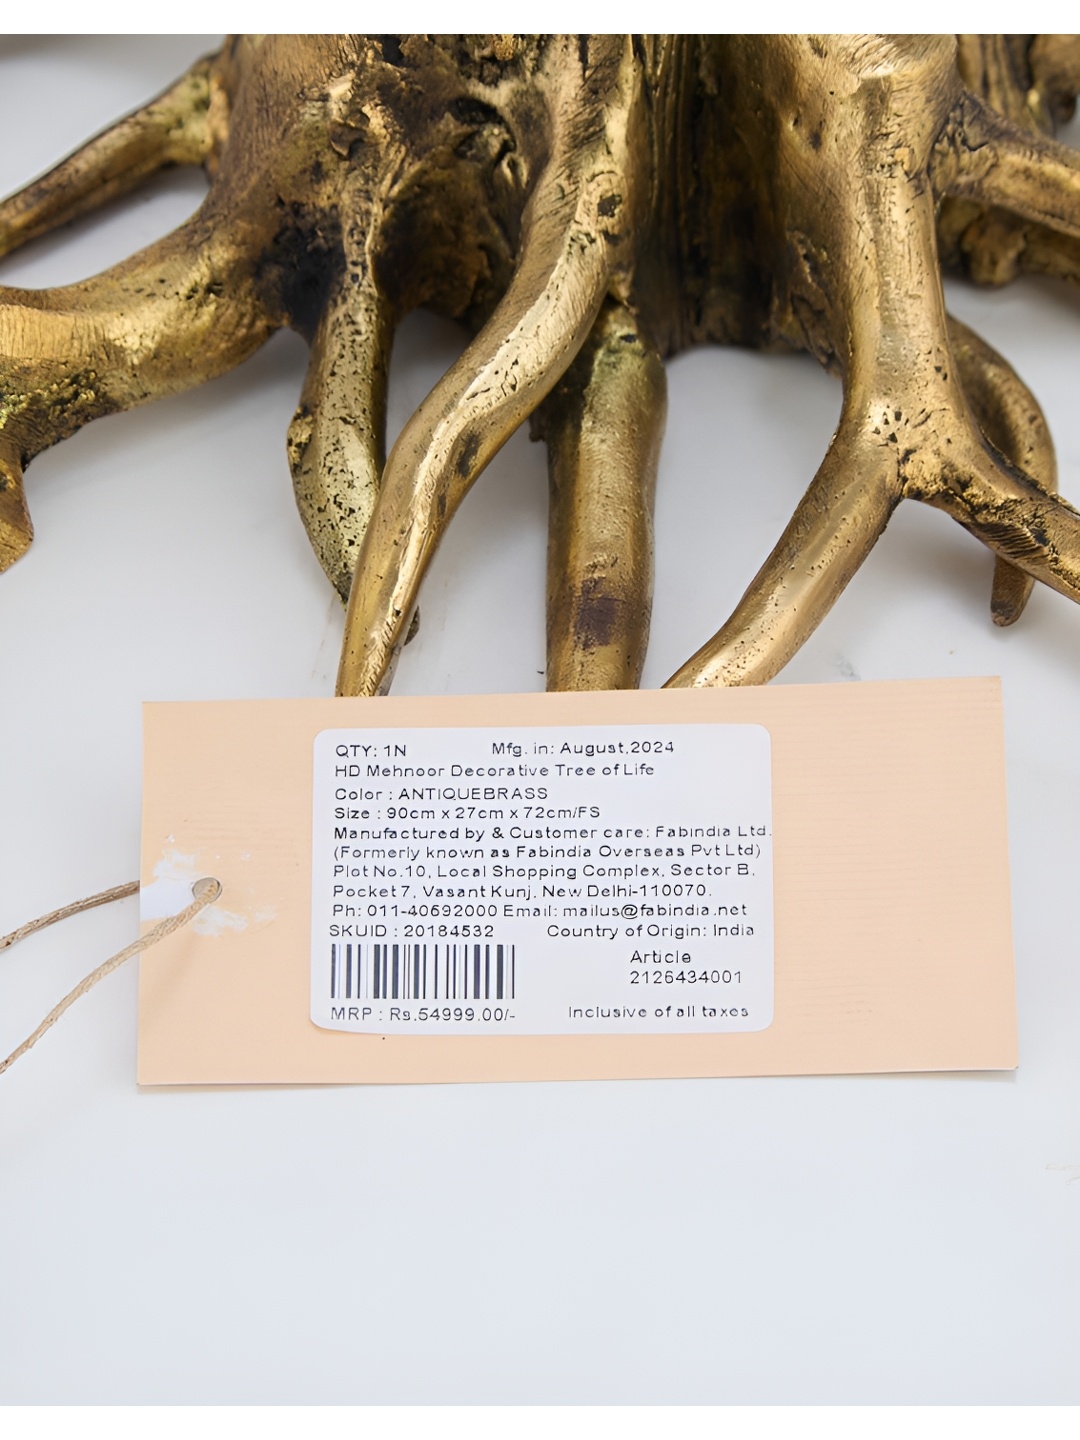 QTY: 1N Mfg. in: August,2024
HD Mehnoor Decorative Tree of Life
Color : ANTIQUEBRASS
Size : 90cm x 27cm x 72cm/FS
Manufactured by & Customer care: Fabindia Ltd.
(Formerly known as Fabindia Overseas Pvt Ltd)
Plot No.10, Local Shopping Complex, Sector B,
Pocket 7, Vasant Kunj, New Delhi-110070.
Ph: 011-40692000 Email: mailus@fabindia.net
SKUID : 20184532 Country of Origin: India
Article
2126434001
MRP : Rs.54999.00/- Inclusive of all taxes